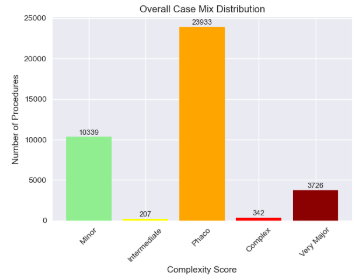 Overall Case Mix Distribution
25000
20000
15000
10000
5000
0
Number of Procedures
10339
207
23933
342
3726
Minor
Intermediate
Phaco
Complex
Very Major
Complexity Score